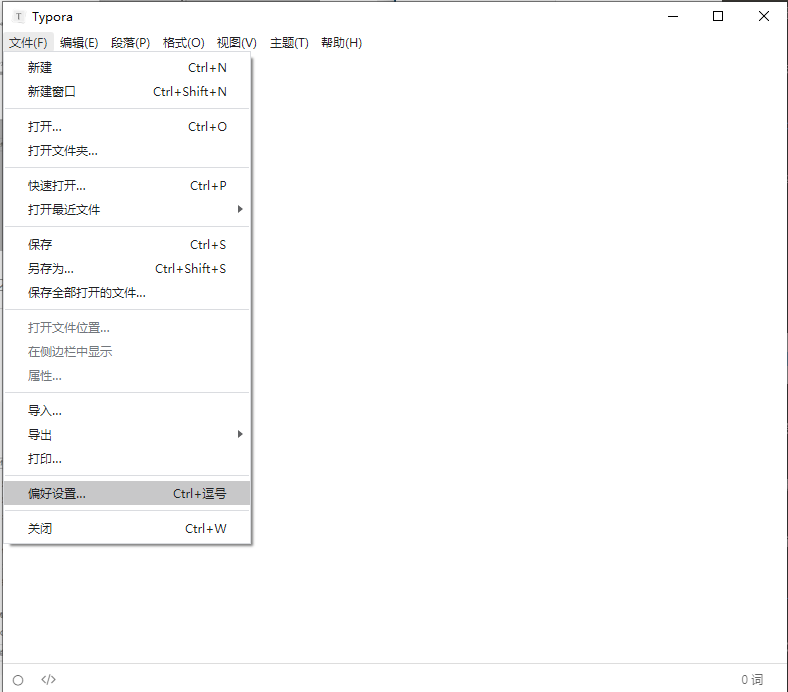 T Typora
文件(F) 编辑(E) 段落(P) 格式(O) 视图(V) 主题(T) 帮助(H)
新建 Ctrl+N
新建窗口 Ctrl+Shift+N
打开... Ctrl+O
打开文件夹...
快速打开... Ctrl+P
打开最近文件
保存 Ctrl+S
另存为... Ctrl+Shift+S
保存全部打开的文件...
打开文件位置...
在侧边栏中显示
属性...
导入...
导出
打印...
偏好设置... Ctrl+逗号
关闭 Ctrl+W
</> 0 词